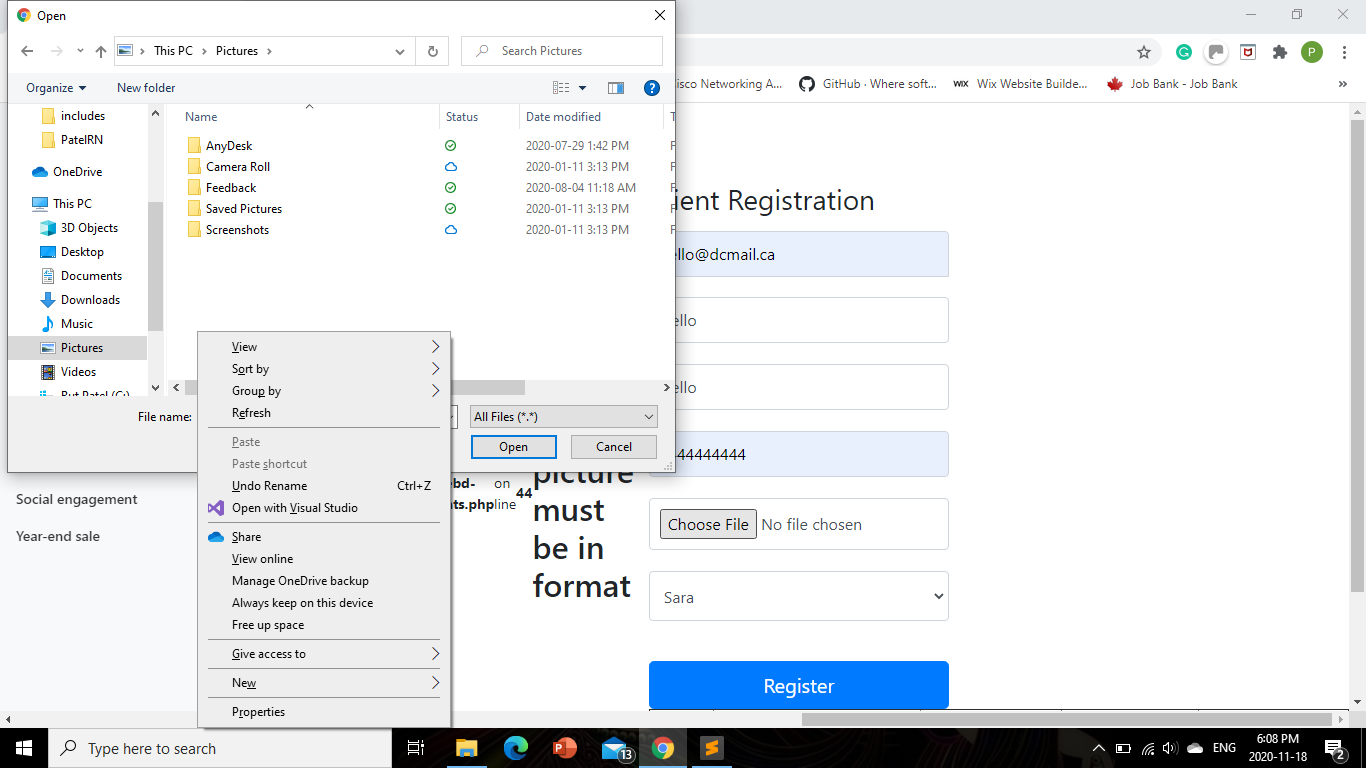 Open
This PC
Pictures
Search Pictures
Organize
New folder
includes
PatelRN
OneDrive
This PC
3D Objects
Desktop
Documents
Downloads
Music
Pictures
Videos
Name
Status
Date modified
AnyDesk
2020-07-29 1:42 PM
Camera Roll
2020-01-11 3:13 PM
Feedback
2020-08-04 11:18 AM
Saved Pictures
2020-01-11 3:13 PM
Screenshots
2020-01-11 3:13 PM
File name:
All Files (*.*)
Open
Cancel
View
Sort by
Group by
Refresh
Paste
Paste shortcut
Undo Rename Ctrl+Z
Open with Visual Studio
Share
View online
Manage OneDrive backup
Always keep on this device
Free up space
Give access to
New
Properties
P
isco Networking A...
GitHub · Where soft...
WIX Wix Website Builde...
Job Bank - Job Bank
»
ient Registration
ello@dcmail.ca
ello
ello
44444444
Choose File No file chosen
Sara
Register
Social engagement
Year-end sale
ebd-
ts.php
on
line
44
picture
must
be in
format
Type here to search
13
ENG
6:08 PM
2020-11-18
2